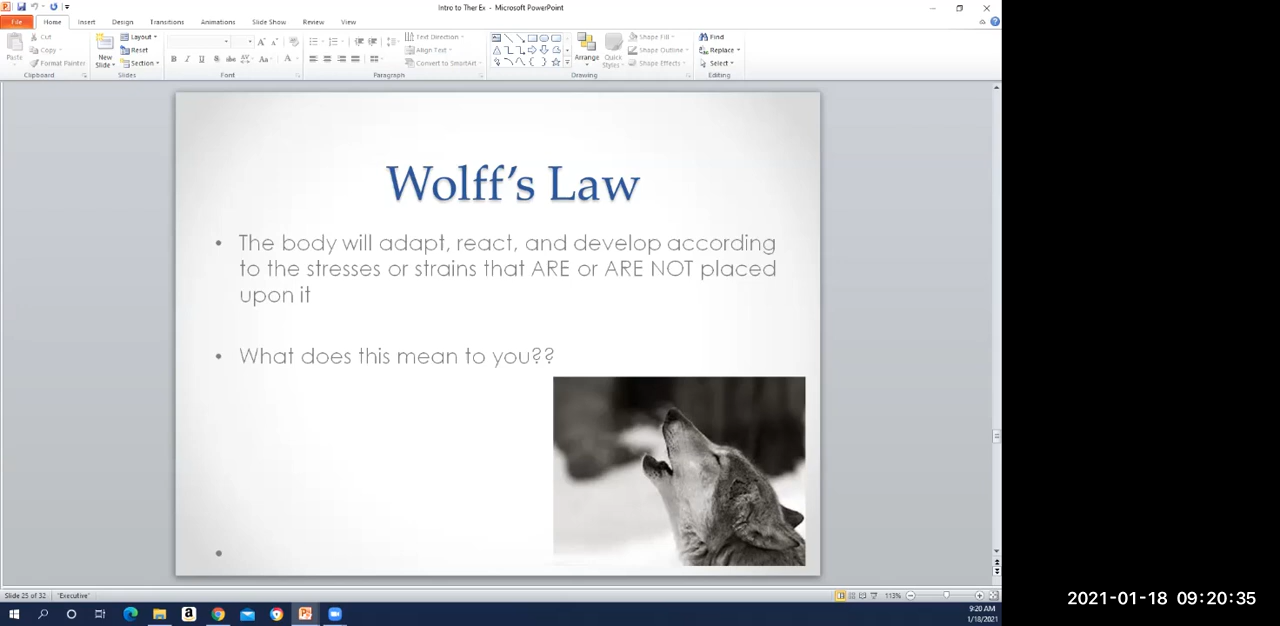 Intro to Ther Ex - Microsoft PowerPoint
File Home Insert Design Transitions Animations Slide Show Review View
Paste
Cut
Copy
Format Painter
Clipboard
New
Slide
Layout
Reset
Section
Slides
B I U S abc AV Aa A
Font
Text Direction
Align Text
Convert to SmartArt
Paragraph
Arrange
Quick
Styles
Shape Fill
Shape Outline
Shape Effects
Drawing
Find
Replace
Select
Editing
Wolff's Law
• The body will adapt, react, and develop according
to the stresses or strains that ARE or ARE NOT placed
upon it
• What does this mean to you??
•
Slide 25 of 32 "Executive" 113%
9:20 AM
1/18/2021
2021-01-18 09:20:35